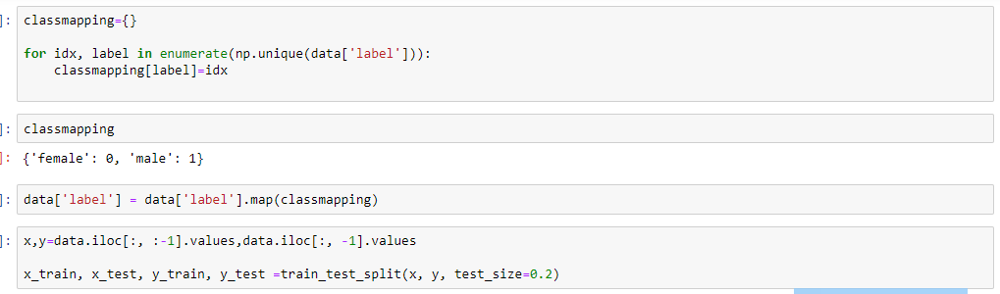 ]: classmapping={}
for idx, label in enumerate(np.unique(data['label'])):
    classmapping[label]=idx
]: classmapping
]: {'female': 0, 'male': 1}
]: data['label'] = data['label'].map(classmapping)
]: x,y=data.iloc[:, :-1].values,data.iloc[:, -1].values
x_train, x_test, y_train, y_test =train_test_split(x, y, test_size=0.2)